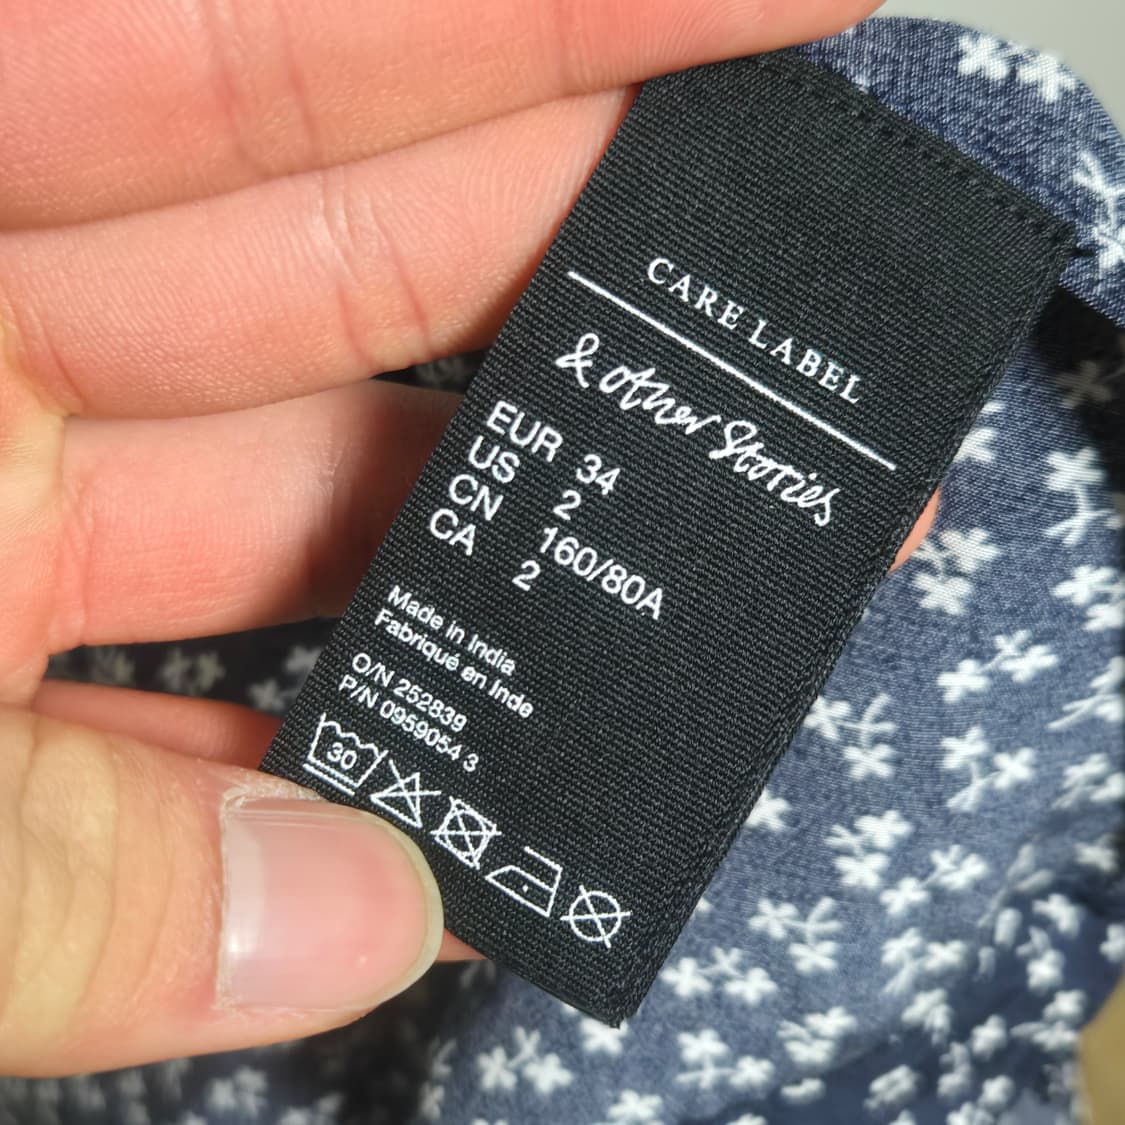 CARE LABEL
& other Stories
EUR 34
US 2
CN 160/80A
CA 2
Made in India
Fabriqué en Inde
O/N 252839
P/N 0959054 3
30